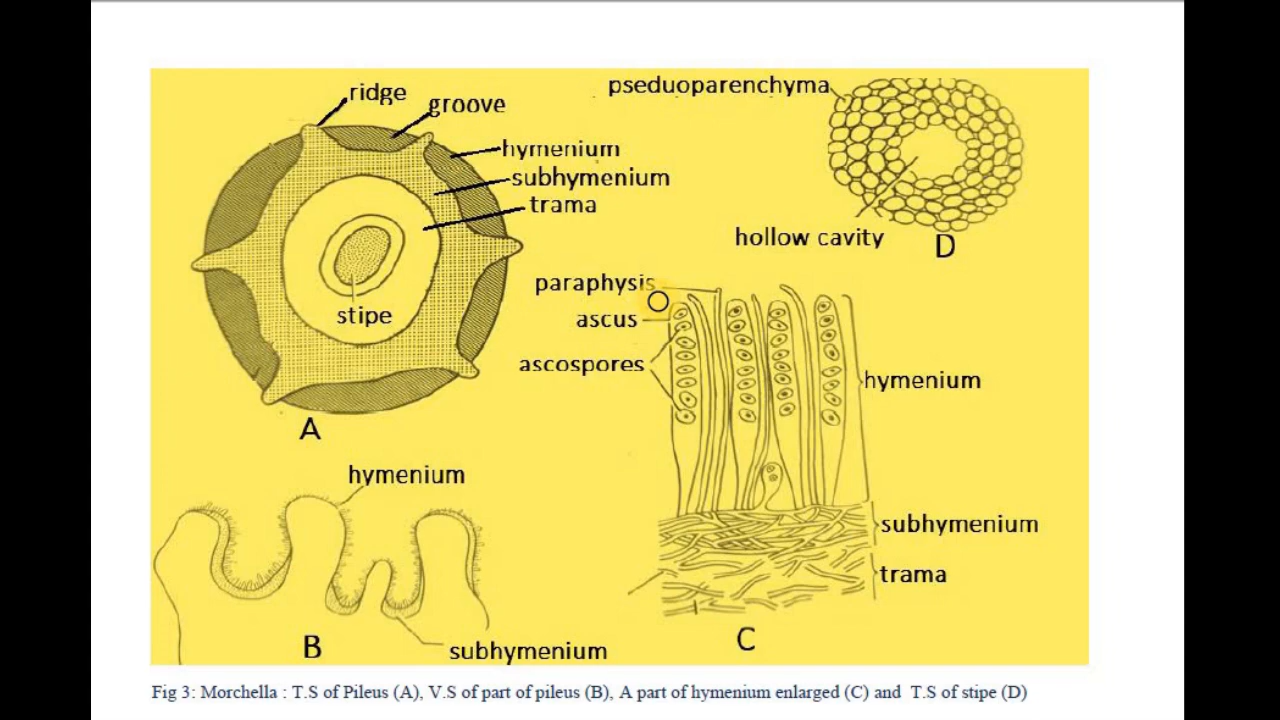 ridge
groove
hymenium
subhymenium
trama
stipe
A
pseduoparenchyma
hollow cavity
D
paraphysis
ascus
ascospores
hymenium
subhymenium
trama
C
hymenium
subhymenium
B
Fig 3: Morchella : T.S of Pileus (A), V.S of part of pileus (B), A part of hymenium enlarged (C) and T.S of stipe (D)